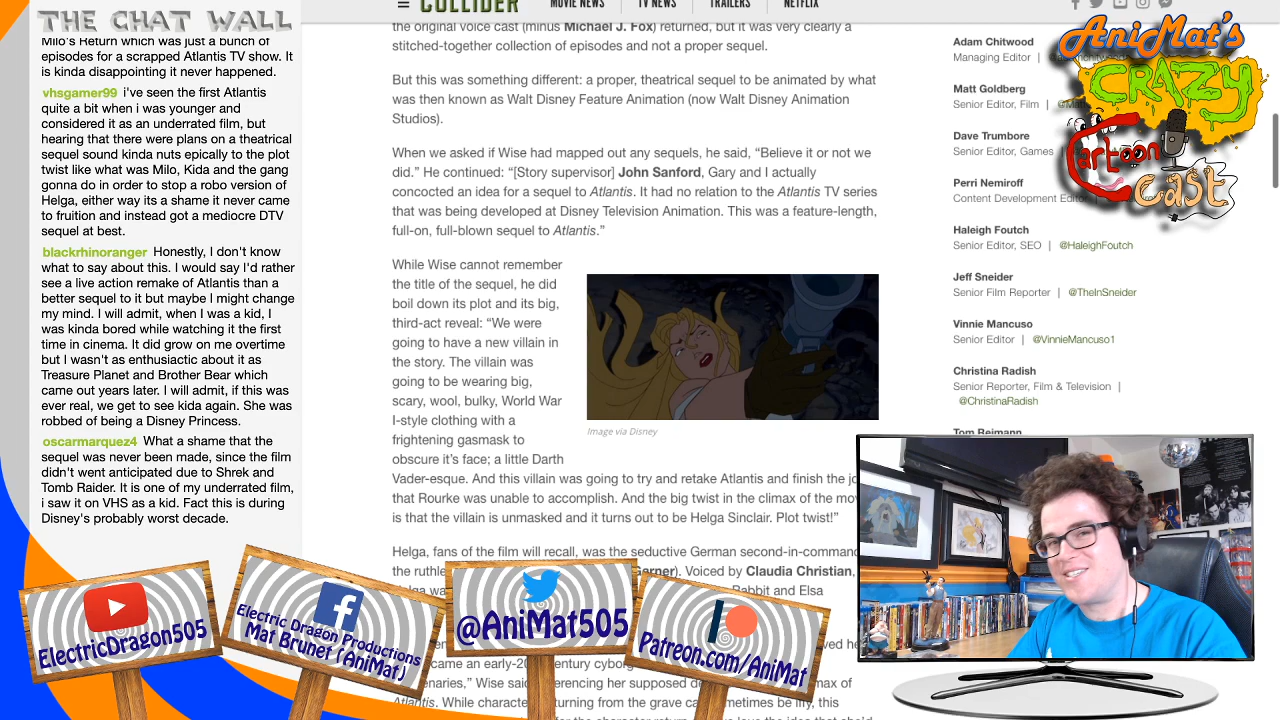 THE CHAT WALL
Milo's Return which was just a bunch of
episodes for a scrapped Atlantis TV show. It
is kinda disappointing it never happened.
vhsgamer99 i've seen the first Atlantis
quite a bit when i was younger and
considered it as an underrated film, but
hearing that there were plans on a theatrical
sequel sound kinda nuts epically to the plot
twist like what was Milo, Kida and the gang
gonna do in order to stop a robo version of
Helga, either way its a shame it never came
to fruition and instead got a mediocre DTV
sequel at best.
blackrhinoranger Honestly, I don't know
what to say about this. I would say I'd rather
see a live action remake of Atlantis than a
better sequel to it but maybe I might change
my mind. I will admit, when I was a kid, I
was kinda bored while watching it the first
time in cinema. It did grow on me overtime
but I wasn't as enthusiactic about it as
Treasure Planet and Brother Bear which
came out years later. I will admit, if this was
ever real, we get to see kida again. She was
robbed of being a Disney Princess.
oscarmarquez4 What a shame that the
sequel was never been made, since the film
didn't went anticipated due to Shrek and
Tomb Raider. It is one of my underrated film,
i saw it on VHS as a kid. Fact this is during
Disney's probably worst decade.
COLLIDER
MOVIE NEWS
TV NEWS
TRAILERS
NETFLIX
the original voice cast (minus Michael J. Fox) returned, but it was very clearly a
stitched-together collection of episodes and not a proper sequel.
But this was something different: a proper, theatrical sequel to be animated by what
was then known as Walt Disney Feature Animation (now Walt Disney Animation
Studios).
When we asked if Wise had mapped out any sequels, he said, “Believe it or not we
did.” He continued: “[Story supervisor] John Sanford, Gary and I actually
concocted an idea for a sequel to Atlantis. It had no relation to the Atlantis TV series
that was being developed at Disney Television Animation. This was a feature-length,
full-on, full-blown sequel to Atlantis.”
While Wise cannot remember
the title of the sequel, he did
boil down its plot and its big,
third-act reveal: “We were
going to have a new villain in
the story. The villain was
going to be wearing big,
scary, wool, bulky, World War
I-style clothing with a
frightening gasmask to
obscure it's face; a little Darth
Vader-esque. And this villain was going to try and retake Atlantis and finish the
that Rourke was unable to accomplish. And the big twist in the climax of the
is that the villain is unmasked and it turns out to be Helga Sinclair. Plot twist!”
Image via Disney
Helga, fans of the film will recall, was the seductive German second-in-command
the Garner). Voiced by Claudia Christian,
Rabbit and Elsa
came an early-20 century
Wise referencing her supposed
Atlantis. While returning from the grave can sometimes be iffy, this
Adam Chitwood
Managing Editor |
Matt Goldberg
Senior Editor, Film |
Dave Trumbore
Senior Editor, Games
Perri Nemiroff
Content Development
Haleigh Foutch
Senior Editor, SEO | @HaleighFoutch
Jeff Sneider
Senior Film Reporter | @TheInSneider
Vinnie Mancuso
Senior Editor | @VinnieMancuso1
Christina Radish
Senior Reporter, Film & Television |
@ChristinaRadish
Tom Reimann
AniMat's
CRAZY
Cartoon
Cast
ElectricDragon505
Electric Dragon Productions
Mat Brunet (AniMat)
@AniMat505
Patreon.com/AniMat